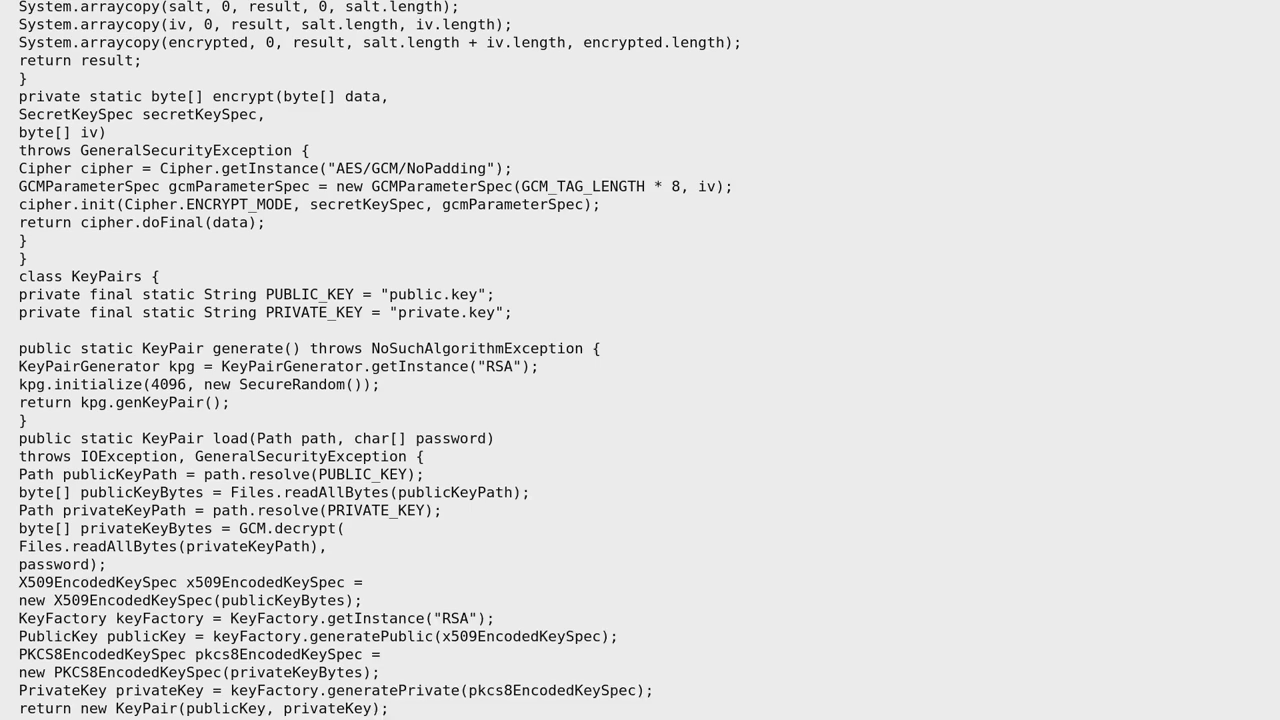 System.arraycopy(salt, 0, result, 0, salt.length);
System.arraycopy(iv, 0, result, salt.length, iv.length);
System.arraycopy(encrypted, 0, result, salt.length + iv.length, encrypted.length);
return result;
}
private static byte[] encrypt(byte[] data,
SecretKeySpec secretKeySpec,
byte[] iv)
throws GeneralSecurityException {
Cipher cipher = Cipher.getInstance("AES/GCM/NoPadding");
GCMParameterSpec gcmParameterSpec = new GCMParameterSpec(GCM_TAG_LENGTH * 8, iv);
cipher.init(Cipher.ENCRYPT_MODE, secretKeySpec, gcmParameterSpec);
return cipher.doFinal(data);
}
}
class KeyPairs {
private final static String PUBLIC_KEY = "public.key";
private final static String PRIVATE_KEY = "private.key";

public static KeyPair generate() throws NoSuchAlgorithmException {
KeyPairGenerator kpg = KeyPairGenerator.getInstance("RSA");
kpg.initialize(4096, new SecureRandom());
return kpg.genKeyPair();
}
public static KeyPair load(Path path, char[] password)
throws IOException, GeneralSecurityException {
Path publicKeyPath = path.resolve(PUBLIC_KEY);
byte[] publicKeyBytes = Files.readAllBytes(publicKeyPath);
Path privateKeyPath = path.resolve(PRIVATE_KEY);
byte[] privateKeyBytes = GCM.decrypt(
Files.readAllBytes(privateKeyPath),
password);
X509EncodedKeySpec x509EncodedKeySpec =
new X509EncodedKeySpec(publicKeyBytes);
KeyFactory keyFactory = KeyFactory.getInstance("RSA");
PublicKey publicKey = keyFactory.generatePublic(x509EncodedKeySpec);
PKCS8EncodedKeySpec pkcs8EncodedKeySpec =
new PKCS8EncodedKeySpec(privateKeyBytes);
PrivateKey privateKey = keyFactory.generatePrivate(pkcs8EncodedKeySpec);
return new KeyPair(publicKey, privateKey);